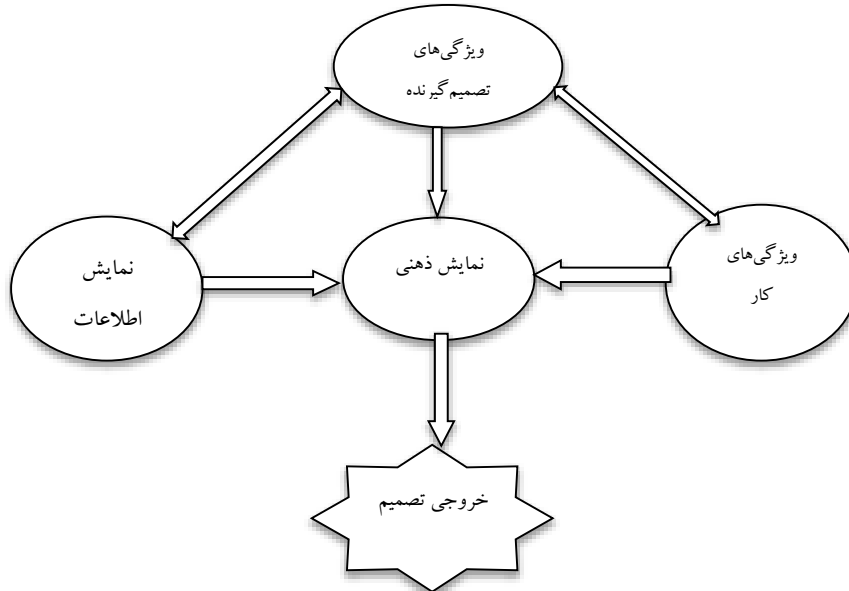 ویژگی‌های
تصمیم‌گیرنده
ویژگی‌های
کار
نمایش ذهنی
نمایش
اطلاعات
خروجی تصمیم